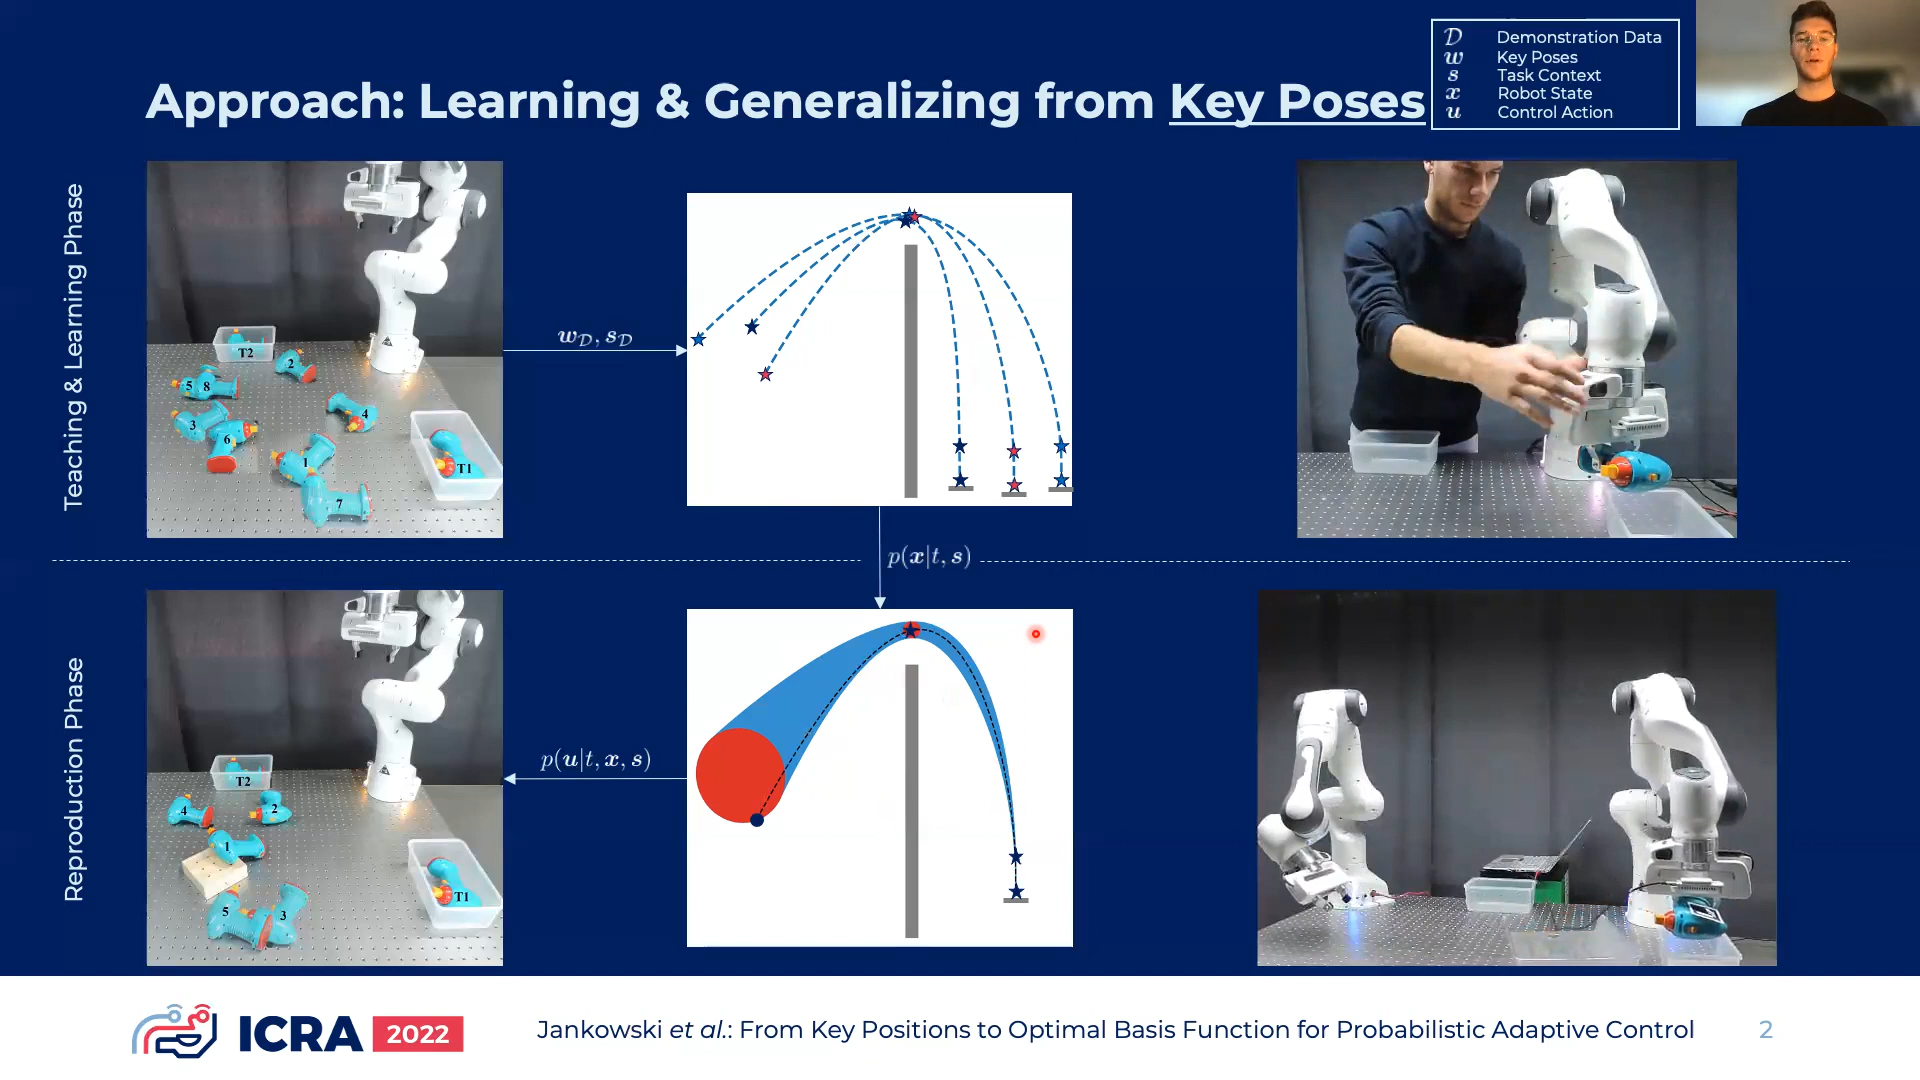 Approach: Learning & Generalizing from Key Poses
𝒟 Demonstration Data
w Key Poses
s Task Context
x Robot State
u Control Action
Teaching & Learning Phase
T2
2
5 8
4
3
6
1
T1
7
w𝒟, s𝒟
p(x|t, s)
Reproduction Phase
T2
4
2
1
T1
5
3
p(u|t, x, s)
ICRA 2022
Jankowski et al.: From Key Positions to Optimal Basis Function for Probabilistic Adaptive Control
2